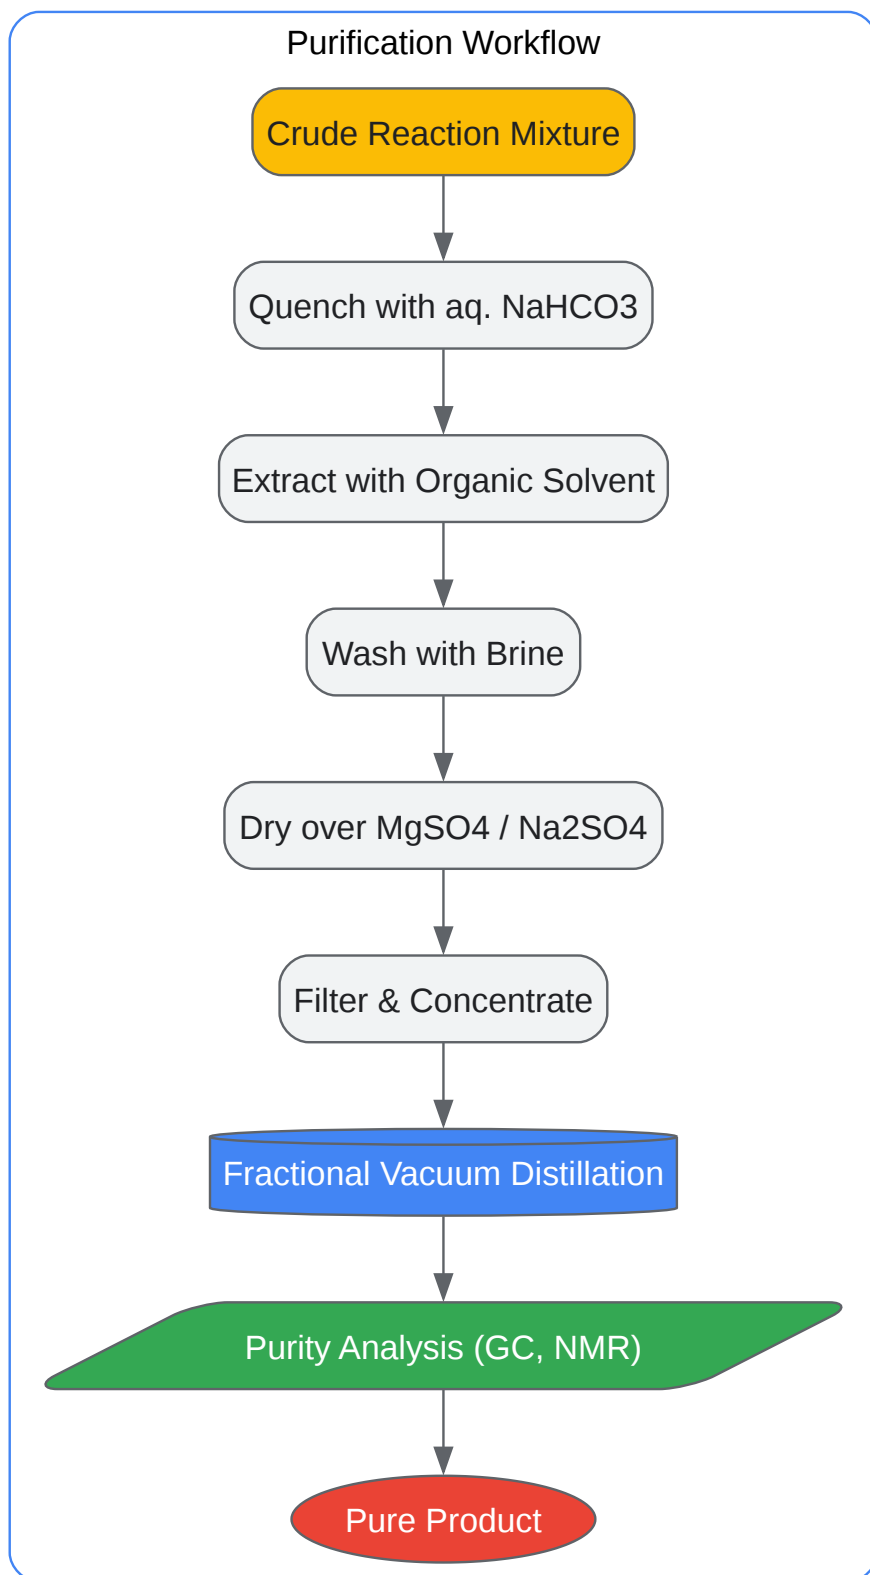 Purification Workflow
Crude Reaction Mixture
Quench with aq. NaHCO3
Extract with Organic Solvent
Wash with Brine
Dry over MgSO4 / Na2SO4
Filter & Concentrate
Fractional Vacuum Distillation
Purity Analysis (GC, NMR)
Pure Product